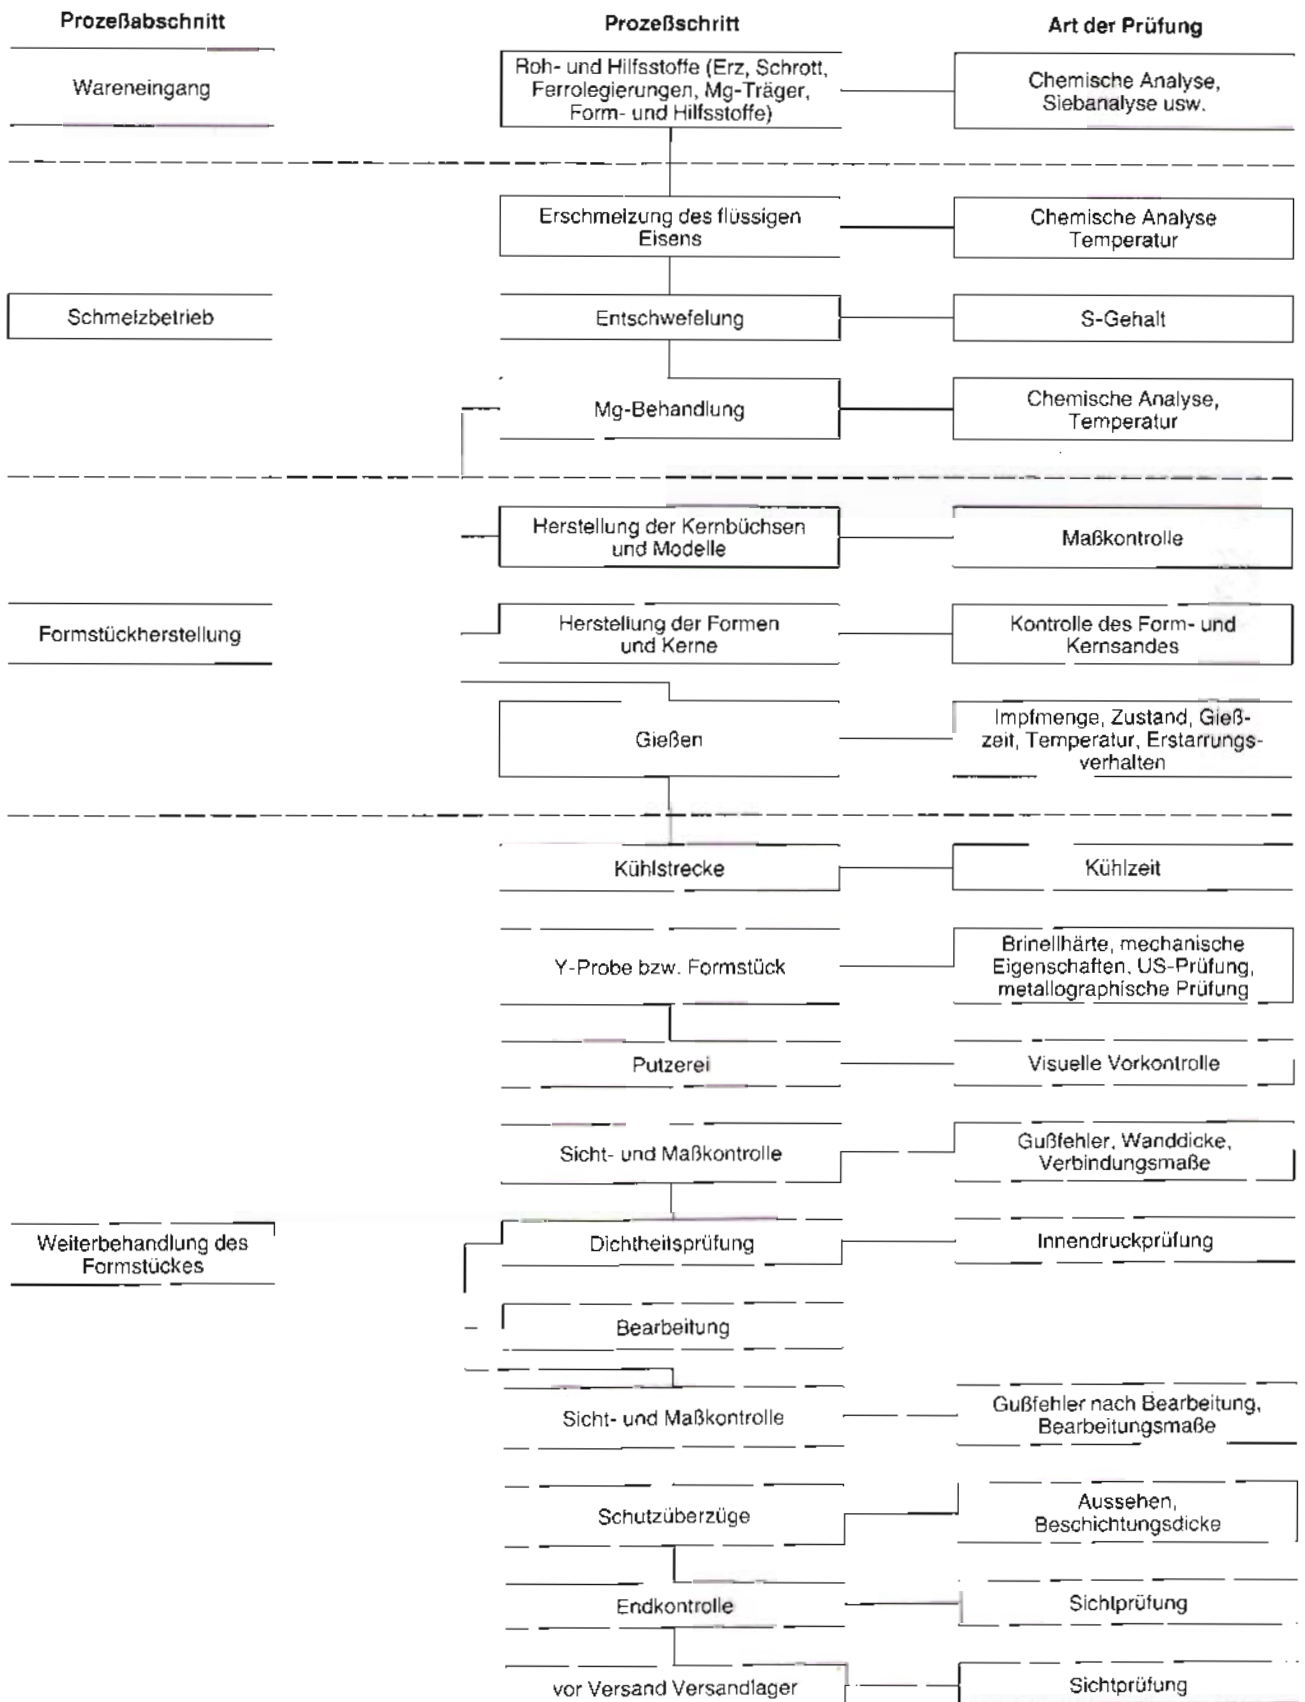 Prozeßabschnitt
Prozeßschritt
Art der Prüfung
Wareneingang
Roh- und Hilfsstoffe (Erz, Schrott,
Ferrolegierungen, Mg-Träger,
Form- und Hilfsstoffe)
Chemische Analyse,
Siebanalyse usw.
Erschmelzung des flüssigen
Eisens
Chemische Analyse
Temperatur
Schmelzbetrieb
Entschwefelung
S-Gehalt
Mg-Behandlung
Chemische Analyse,
Temperatur
Herstellung der Kernbüchsen
und Modelle
Maßkontrolle
Formstückherstellung
Herstellung der Formen
und Kerne
Kontrolle des Form- und
Kernsandes
Gießen
Impfmenge, Zustand, Gieß-
zeit, Temperatur, Erstarrungs-
verhalten
Kühlstrecke
Kühlzeit
Y-Probe bzw. Formstück
Brinellhärte, mechanische
Eigenschaften, US-Prüfung,
metallographische Prüfung
Putzerei
Visuelle Vorkontrolle
Sicht- und Maßkontrolle
Gußfehler, Wanddicke,
Verbindungsmaße
Weiterbehandlung des
Formstückes
Dichtheitsprüfung
Innendruckprüfung
Bearbeitung
Sicht- und Maßkontrolle
Gußfehler nach Bearbeitung,
Bearbeitungsmaße
Schutzüberzüge
Aussehen,
Beschichtungsdicke
Endkontrolle
Sichtprüfung
vor Versand Versandlager
Sichtprüfung